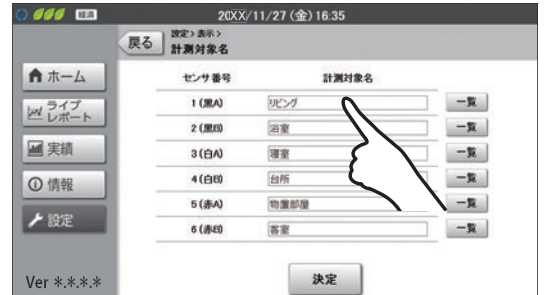 経済
20XX/11/27 (金) 16:35
戻る
設定> 表示>
計測対象名
ホーム
ライブ
レポート
実績
情報
設定
Ver *.*.*.*
センサ番号 計測対象名
1 (黒A) リビング 一覧
2 (黒B) 浴室 一覧
3 (白A) 寝室 一覧
4 (白B) 台所 一覧
5 (赤A) 物置部屋 一覧
6 (赤B) 客室 一覧
決定